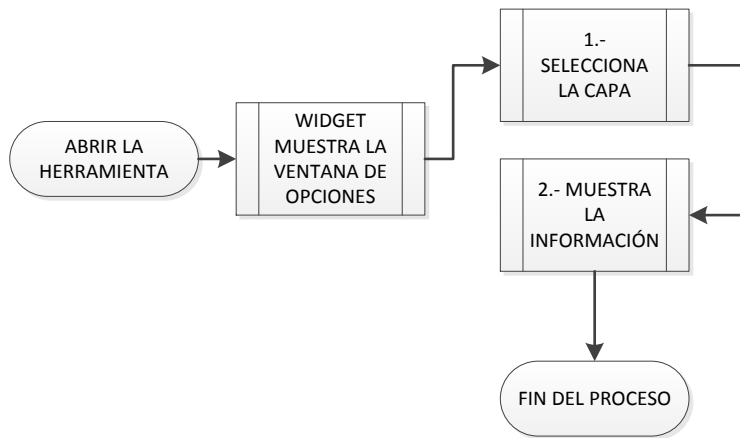 ABRIR LA
HERRAMIENTA
WIDGET
MUESTRA LA
VENTANA DE
OPCIONES
1.-
SELECCIONA
LA CAPA
2.- MUESTRA
LA
INFORMACIÓN
FIN DEL PROCESO